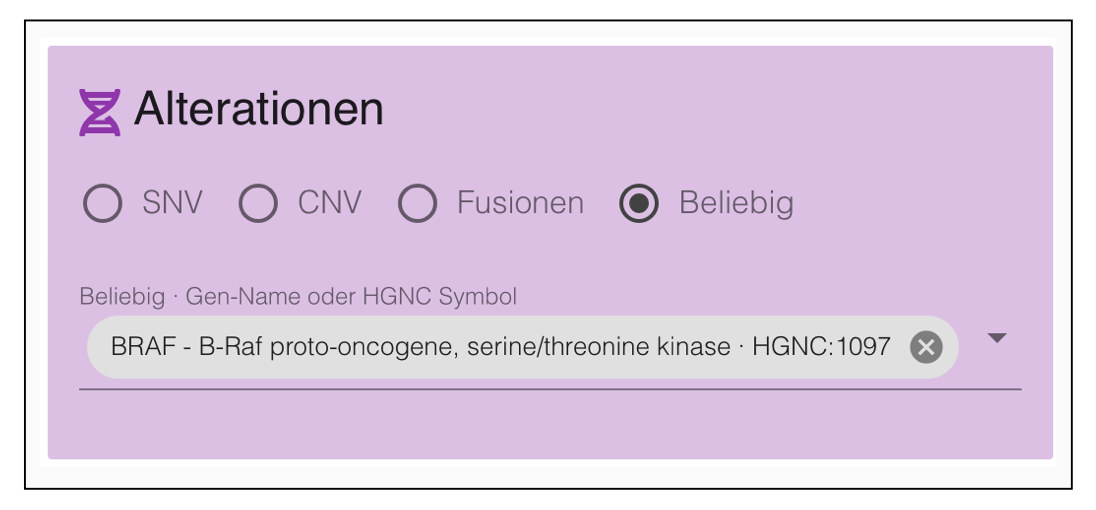 Alterationen
SNV CNV Fusionen Beliebig
Beliebig · Gen-Name oder HGNC Symbol
BRAF - B-Raf proto-oncogene, serine/threonine kinase · HGNC:1097